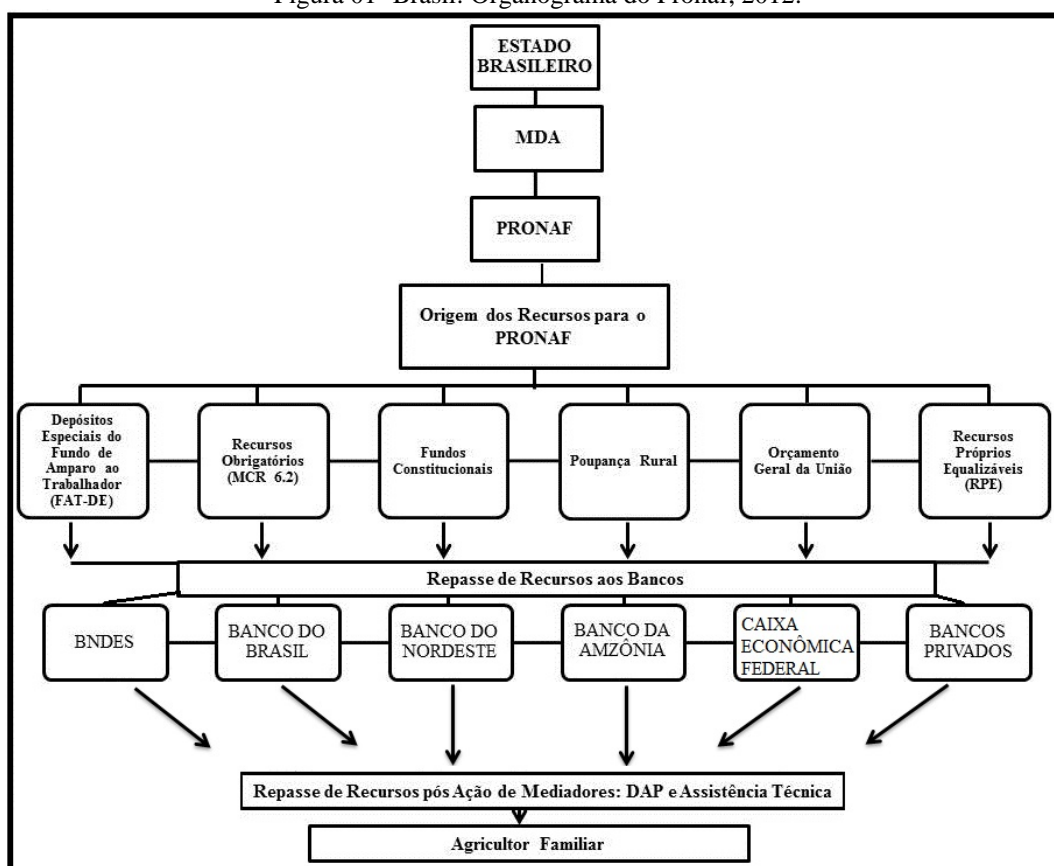 Figura 01- Brasil: Organograma do Pronaf, 2012.
ESTADO
BRASILEIRO
MDA
PRONAF
Origem dos Recursos para o
PRONAF
Depósitos
Especiais do
Fundo de
Amparo ao
Trabalhador
(FAT-DE)
Recursos
Obrigatórios
(MCR 6.2)
Fundos
Constitucionais
Poupança Rural
Orçamento
Geral da União
Recursos
Próprios
Equalizáveis
(RPE)
Repasse de Recursos aos Bancos
BNDES
BANCO DO
BRASIL
BANCO DO
NORDESTE
BANCO DA
AMZÔNIA
CAIXA
ECONÔMICA
FEDERAL
BANCOS
PRIVADOS
Repasse de Recursos pós Ação de Mediadores: DAP e Assistência Técnica
Agricultor Familiar